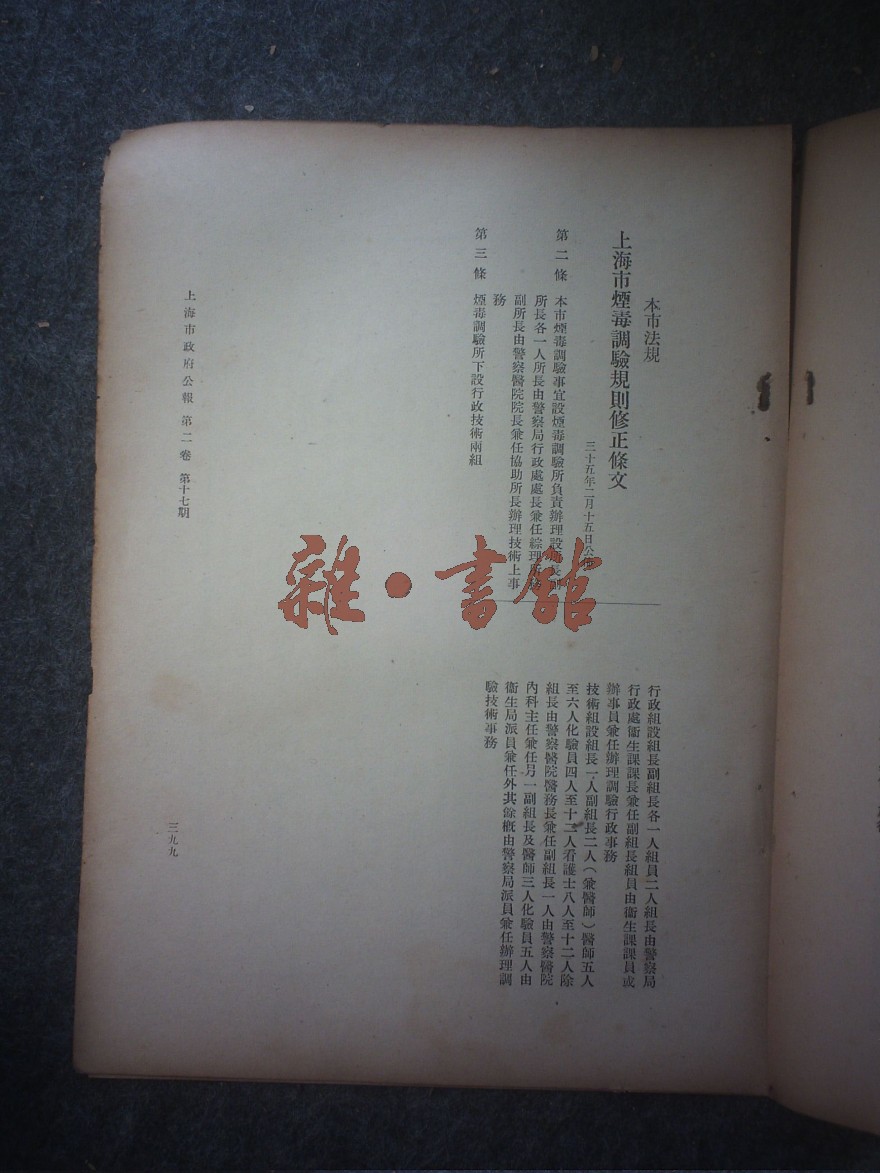 本市法規
上海市煙毒調驗規則修正條文
三十五年二月十五日公佈
第二條 本市煙毒調驗事宜設煙毒調驗所負責辦理設所長副
所長各一人所長由警察局行政處處長兼任綜理所務
副所長由警察醫院院長兼任協助所長辦理技術上事
務
第三條 煙毒調驗所下設行政技術兩組
行政組設組長副組長各一人組員二人組長由警察局
行政處衞生課課長兼任副組長組員由衞生課課員或
辦事員兼任辦理調驗行政事務
技術組設組長一人副組長二人(兼醫師)醫師五人
至六人化驗員四人至十二人看護士八人至十二人除
組長由警察醫院醫務長兼任副組長一人由警察醫院
內科主任兼任另一副組長及醫師三人化驗員五人由
衞生局派員兼任外其餘概由警察局派員兼任辦理調
驗技術事務
上海市政府公報 第二卷 第十七期
三九九
雜·書館